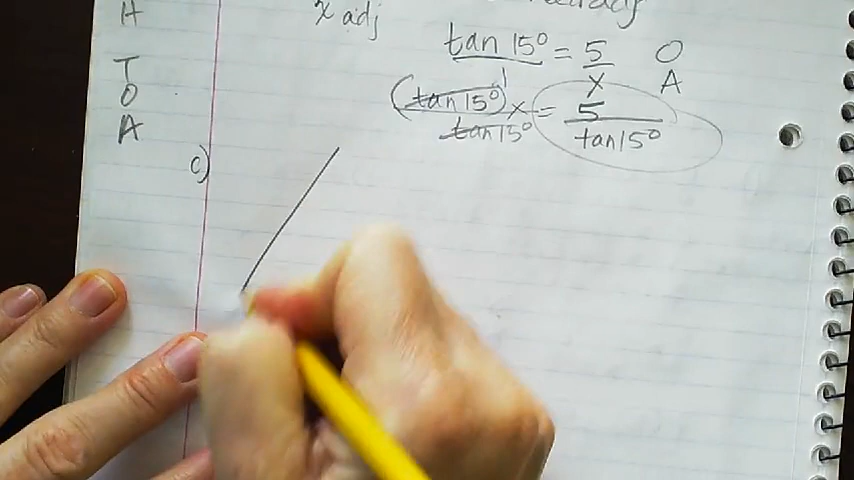 H
x adj
tan 15° = 5/x O A
T
O
A
(tan 15°) x / tan 15° = 5 / tan 15°
c)